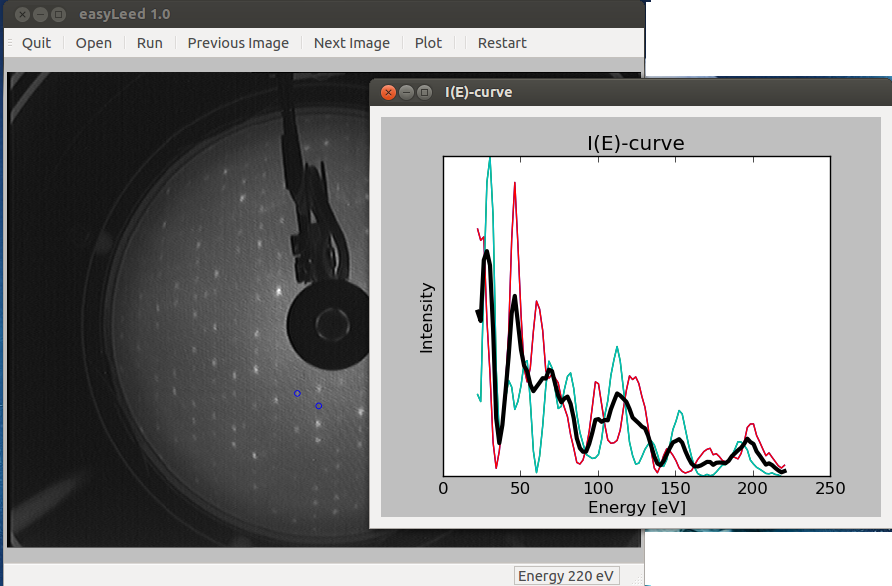 easyLeed 1.0
Quit Open Run Previous Image Next Image Plot Restart
I(E)-curve
I(E)-curve
Intensity
0 50 100 150 200 250
Energy [eV]
Energy 220 eV